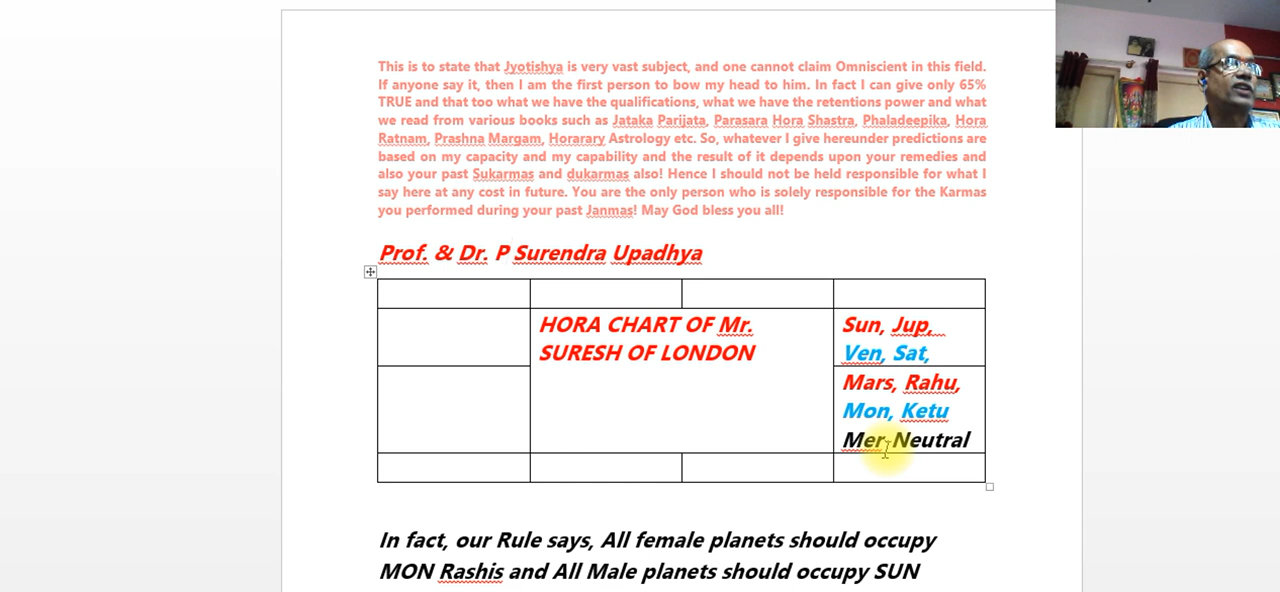 This is to state that Jyotishya is very vast subject, and one cannot claim Omniscient in this field.
If anyone say it, then I am the first person to bow my head to him. In fact I can give only 65%
TRUE and that too what we have the qualifications, what we have the retentions power and what
we read from various books such as Jataka Parijata, Parasara Hora Shastra, Phaladeepika, Hora
Ratnam, Prashna Margam, Horarary Astrology etc. So, whatever I give hereunder predictions are
based on my capacity and my capability and the result of it depends upon your remedies and
also your past Sukarmas and dukarmas also! Hence I should not be held responsible for what I
say here at any cost in future. You are the only person who is solely responsible for the Karmas
you performed during your past Janmas! May God bless you all!
Prof. & Dr. P Surendra Upadhya
HORA CHART OF Mr.
SURESH OF LONDON
Sun, Jup,
Ven, Sat,
Mars, Rahu,
Mon, Ketu
Mer Neutral
In fact, our Rule says, All female planets should occupy
MON Rashis and All Male planets should occupy SUN